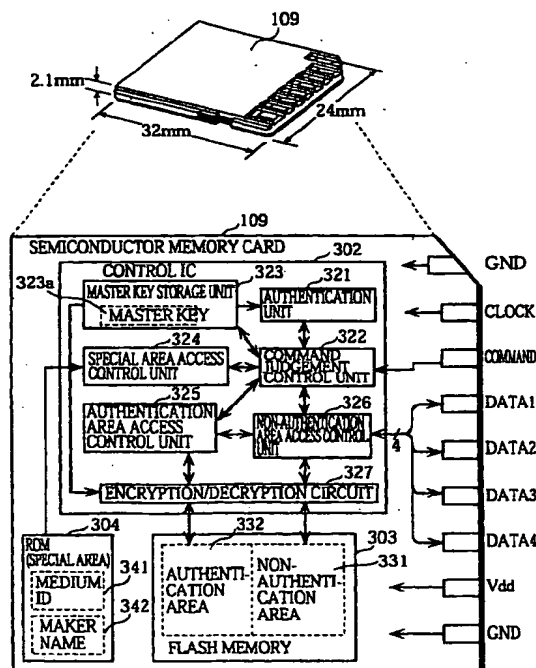 109
2.1mm
32mm
24mm
109
SEMICONDUCTOR MEMORY CARD
302
CONTROL IC
323
323a
MASTER KEY STORAGE UNIT
MASTER KEY
321
AUTHENTICATION
UNIT
324
SPECIAL AREA ACCESS
CONTROL UNIT
322
COMMAND
JUDGEMENT
CONTROL UNIT
325
AUTHENTICATION
AREA ACCESS
CONTROL UNIT
326
NON-AUTHENTICATION
AREA ACCESS CONTROL
UNIT
4
327
ENCRYPTION/DECRYPTION CIRCUIT
304
ROM
(SPECIAL AREA)
341
MEDIUM
ID
342
MAKER
NAME
332
303
331
AUTHENTI-
CATION
AREA
NON-
AUTHENTI-
CATION
AREA
FLASH MEMORY
GND
CLOCK
COMMAND
DATA1
DATA2
DATA3
DATA4
Vdd
GND